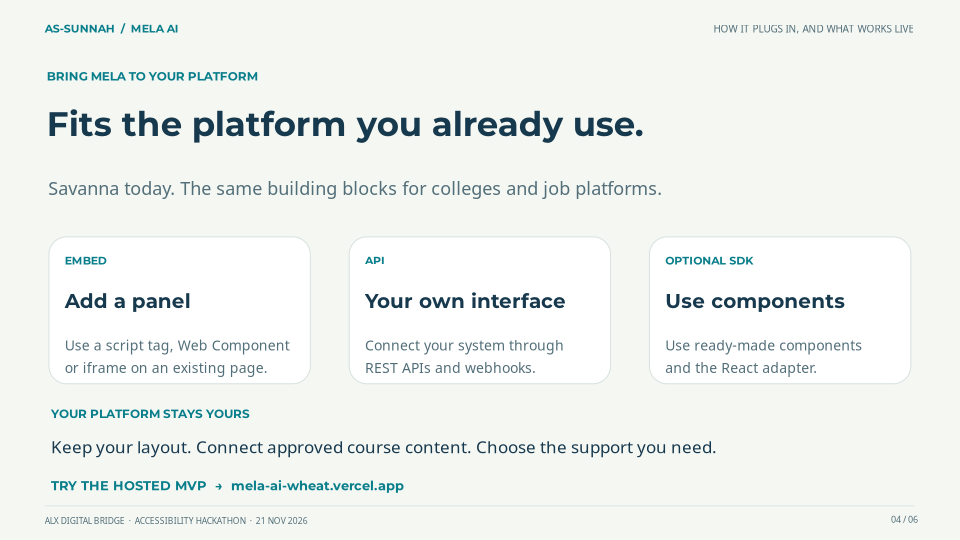 AS-SUNNAH / MELA AI
HOW IT PLUGS IN, AND WHAT WORKS LIVE
BRING MELA TO YOUR PLATFORM
Fits the platform you already use.
Savanna today. The same building blocks for colleges and job platforms.
EMBED
Add a panel
Use a script tag, Web Component
or iframe on an existing page.
API
Your own interface
Connect your system through
REST APIs and webhooks.
OPTIONAL SDK
Use components
Use ready-made components
and the React adapter.
YOUR PLATFORM STAYS YOURS
Keep your layout. Connect approved course content. Choose the support you need.
TRY THE HOSTED MVP → mela-ai-wheat.vercel.app
ALX DIGITAL BRIDGE · ACCESSIBILITY HACKATHON · 21 NOV 2026
04 / 06